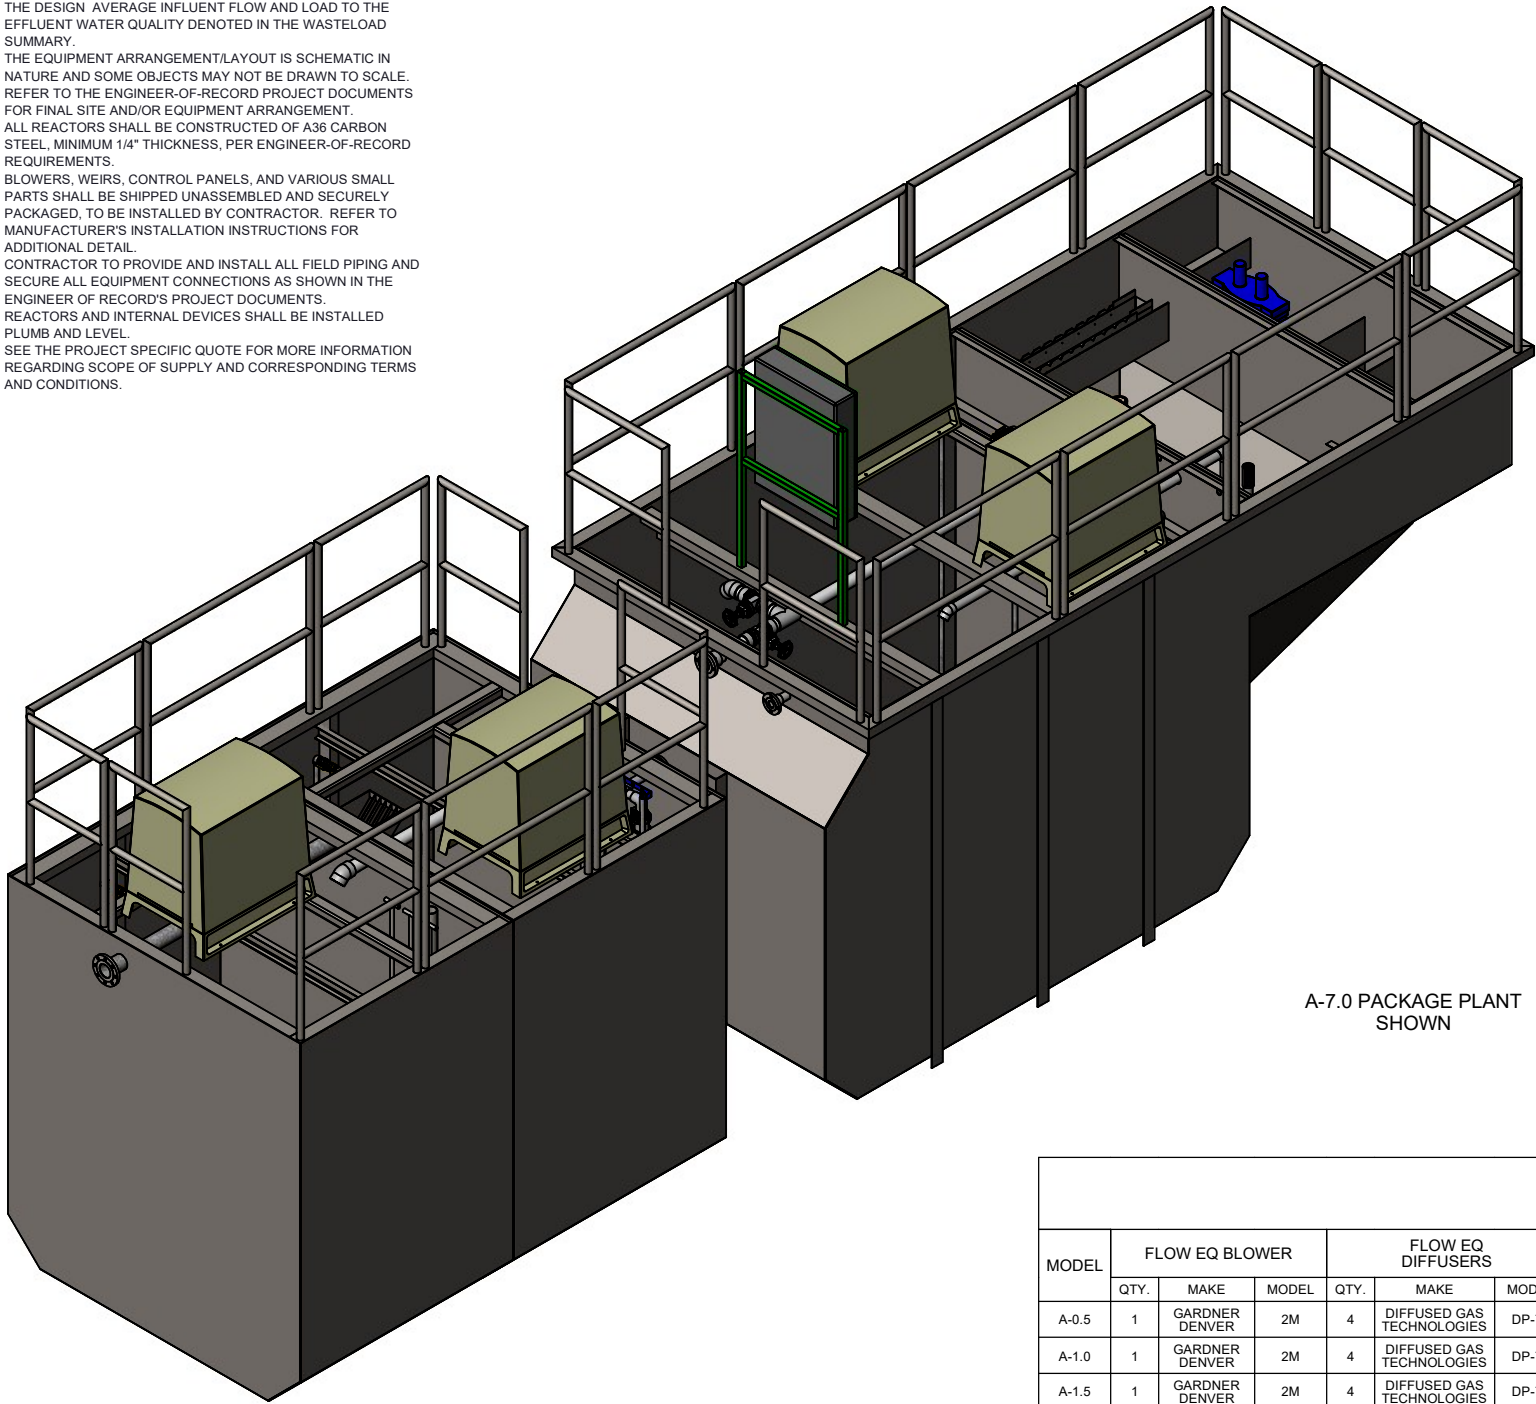 THE DESIGN AVERAGE INFLUENT FLOW AND LOAD TO THE
EFFLUENT WATER QUALITY DENOTED IN THE WASTELOAD
SUMMARY.
THE EQUIPMENT ARRANGEMENT/LAYOUT IS SCHEMATIC IN
NATURE AND SOME OBJECTS MAY NOT BE DRAWN TO SCALE.
REFER TO THE ENGINEER-OF-RECORD PROJECT DOCUMENTS
FOR FINAL SITE AND/OR EQUIPMENT ARRANGEMENT.
ALL REACTORS SHALL BE CONSTRUCTED OF A36 CARBON
STEEL, MINIMUM 1/4" THICKNESS, PER ENGINEER-OF-RECORD
REQUIREMENTS.
BLOWERS, WEIRS, CONTROL PANELS, AND VARIOUS SMALL
PARTS SHALL BE SHIPPED UNASSEMBLED AND SECURELY
PACKAGED, TO BE INSTALLED BY CONTRACTOR. REFER TO
MANUFACTURER'S INSTALLATION INSTRUCTIONS FOR
ADDITIONAL DETAIL.
CONTRACTOR TO PROVIDE AND INSTALL ALL FIELD PIPING AND
SECURE ALL EQUIPMENT CONNECTIONS AS SHOWN IN THE
ENGINEER OF RECORD'S PROJECT DOCUMENTS.
REACTORS AND INTERNAL DEVICES SHALL BE INSTALLED
PLUMB AND LEVEL.
SEE THE PROJECT SPECIFIC QUOTE FOR MORE INFORMATION
REGARDING SCOPE OF SUPPLY AND CORRESPONDING TERMS
AND CONDITIONS.
A-7.0 PACKAGE PLANT
SHOWN
MODEL FLOW EQ BLOWER FLOW EQ DIFFUSERS
QTY. MAKE MODEL QTY. MAKE MOD
A-0.5 1 GARDNER DENVER 2M 4 DIFFUSED GAS TECHNOLOGIES DP-
A-1.0 1 GARDNER DENVER 2M 4 DIFFUSED GAS TECHNOLOGIES DP-
A-1.5 1 GARDNER DENVER 2M 4 DIFFUSED GAS TECHNOLOGIES DP-